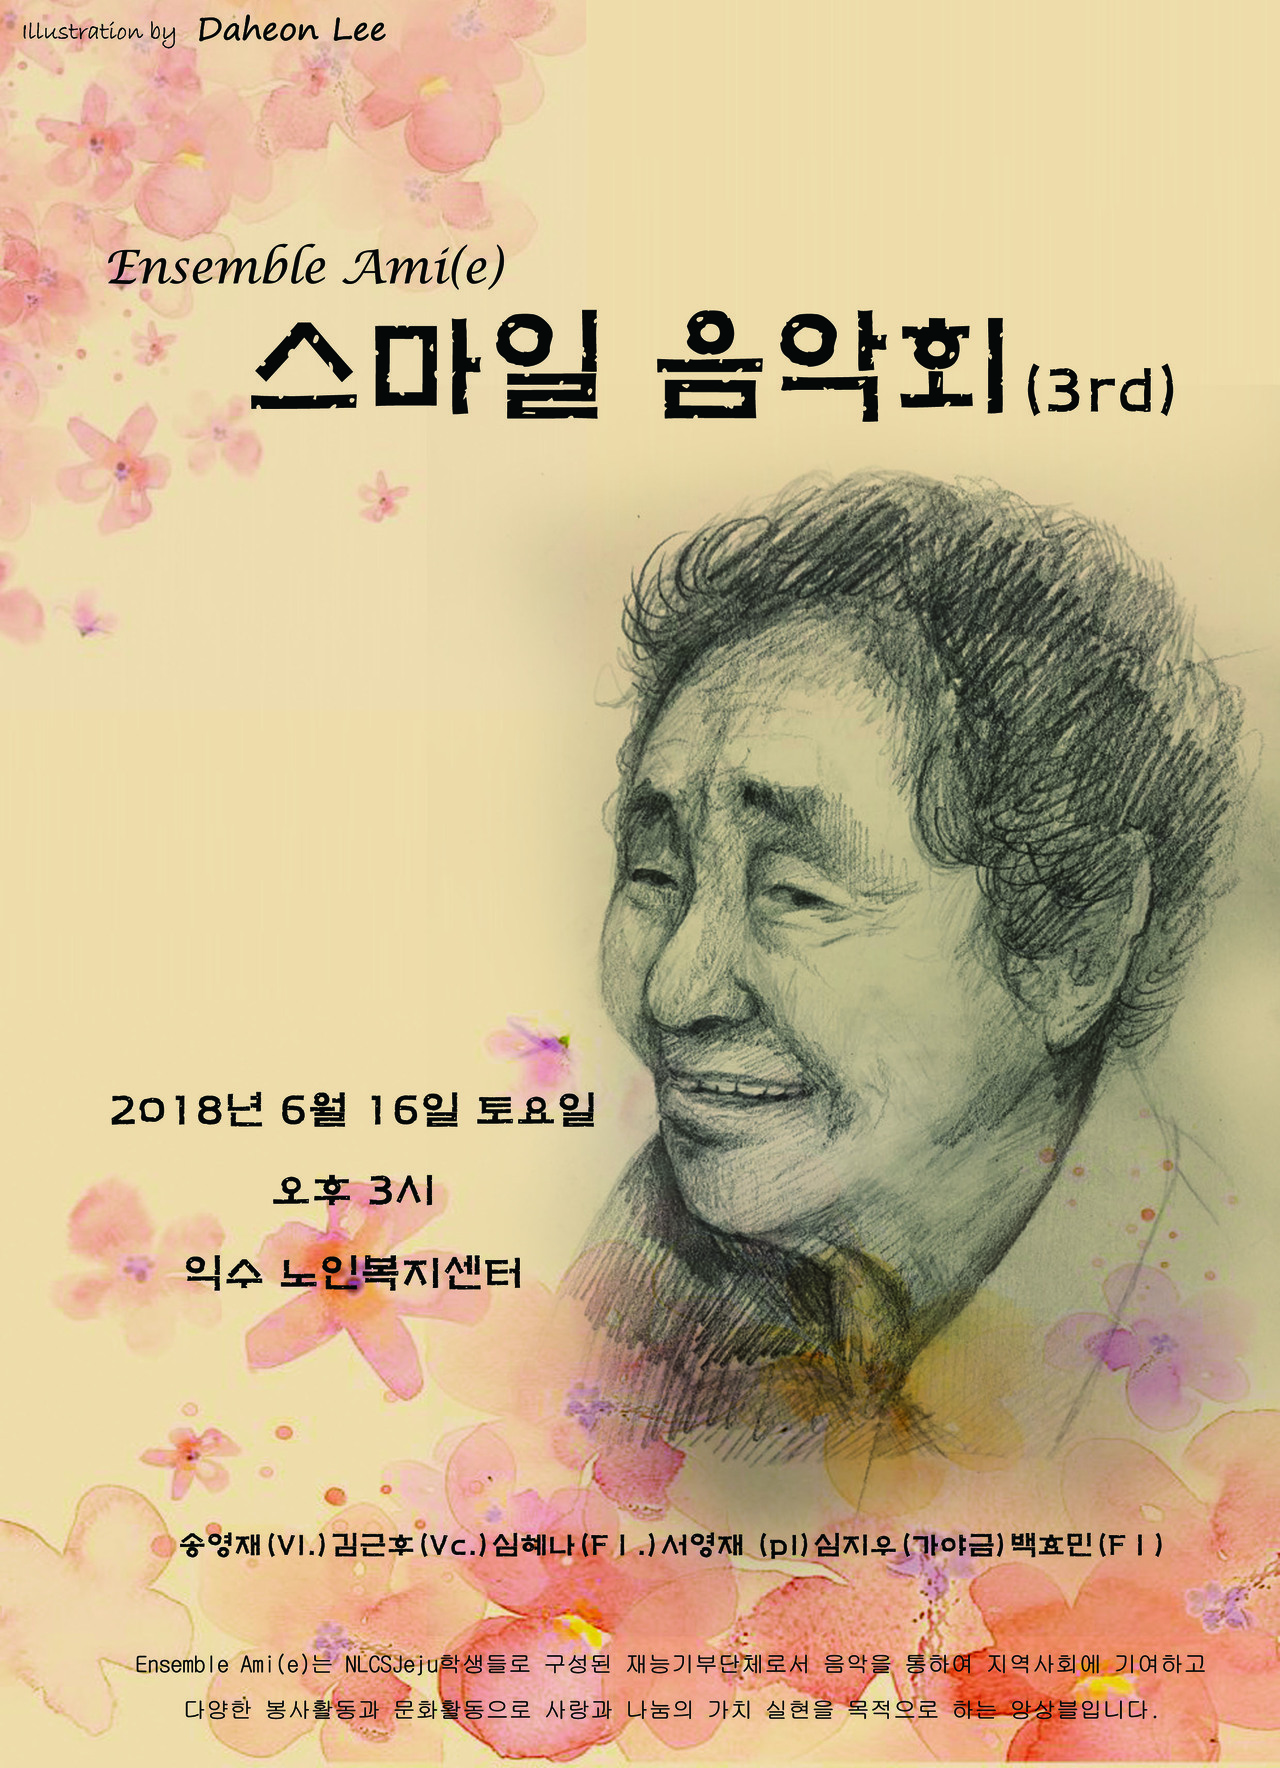 Illustration by Daheon Lee
Ensemble Ami(e)
스마일 음악회(3rd)
2018년 6월 16일 토요일
오후 3시
익수 노인복지센터
송영재(Vl.)김근후(Vc.)심혜나(Fl.)서영재 (pl)심지우(가야금)백효민(Fl)
Ensemble Ami(e)는 NLCSJeju학생들로 구성된 재능기부단체로서 음악을 통하여 지역사회에 기여하고
다양한 봉사활동과 문화활동으로 사랑과 나눔의 가치 실현을 목적으로 하는 앙상블입니다.